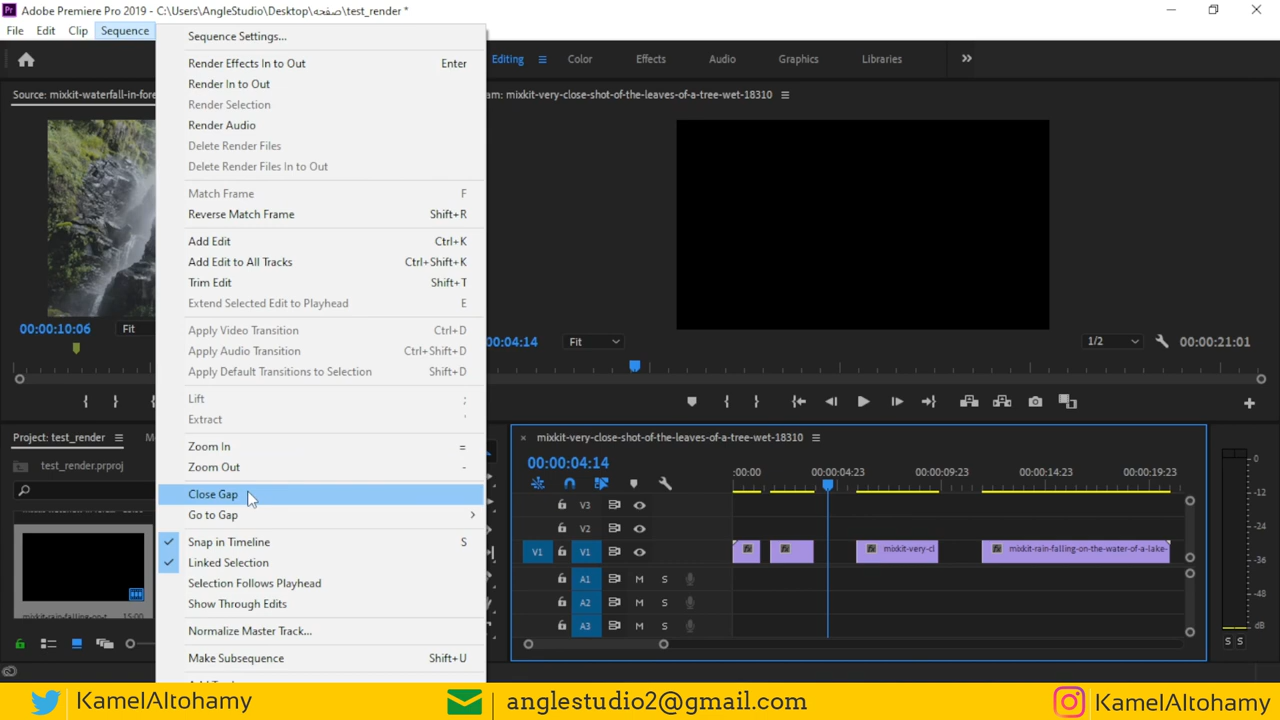 Adobe Premiere Pro 2019 - C:\Users\AngleStudio\Desktop\صفحه\test_render *
File Edit Clip Sequence
Sequence Settings...
Render Effects In to Out Enter
Render In to Out
Render Selection
Render Audio
Delete Render Files
Delete Render Files In to Out
Match Frame F
Reverse Match Frame Shift+R
Add Edit Ctrl+K
Add Edit to All Tracks Ctrl+Shift+K
Trim Edit Shift+T
Extend Selected Edit to Playhead E
Apply Video Transition Ctrl+D
Apply Audio Transition Ctrl+Shift+D
Apply Default Transitions to Selection Shift+D
Lift ;
Extract '
Zoom In =
Zoom Out -
Close Gap
Go to Gap
Snap in Timeline S
Linked Selection
Selection Follows Playhead
Show Through Edits
Normalize Master Track...
Make Subsequence Shift+U
Editing Color Effects Audio Graphics Libraries
Source: mixkit-waterfall-in-fore
am: mixkit-very-close-shot-of-the-leaves-of-a-tree-wet-18310
00:00:10:06 Fit
00:04:14 Fit 1/2 00:00:21:01
Project: test_render
test_render.prproj
mixkit-rain-falling-on-t 15:09
mixkit-very-close-shot-of-the-leaves-of-a-tree-wet-18310
00:00:04:14
:00:00 00:00:04:23 00:00:09:23 00:00:14:23 00:00:19:23
V3
V2
V1 V1 mixkit-very-cl mixkit-rain-falling-on-the-water-of-a-lake-
A1 M S
A2 M S
A3 M S
0
-12
-24
-36
-48
dB
S S
KamelAltohamy anglestudio2@gmail.com KamelAltohamy